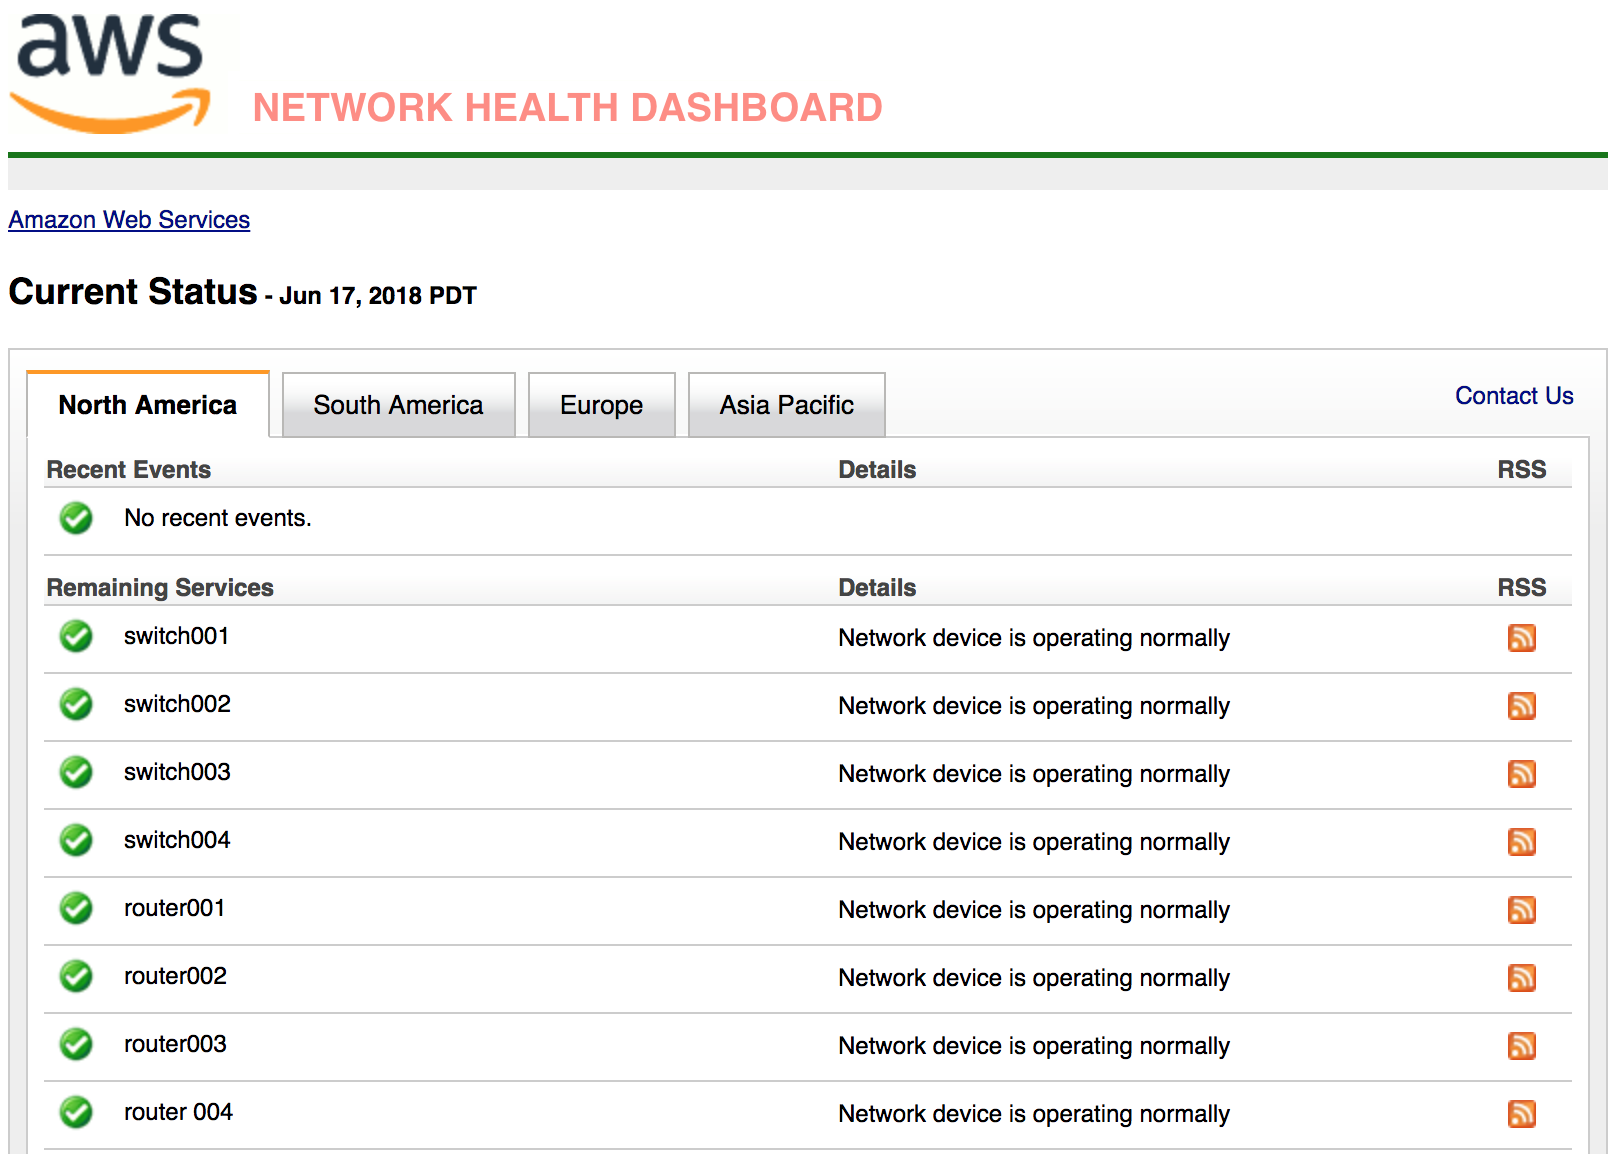 aws
NETWORK HEALTH DASHBOARD
Amazon Web Services
Current Status - Jun 17, 2018 PDT
North America South America Europe Asia Pacific Contact Us
Recent Events Details RSS
No recent events.
Remaining Services Details RSS
switch001 Network device is operating normally
switch002 Network device is operating normally
switch003 Network device is operating normally
switch004 Network device is operating normally
router001 Network device is operating normally
router002 Network device is operating normally
router003 Network device is operating normally
router 004 Network device is operating normally